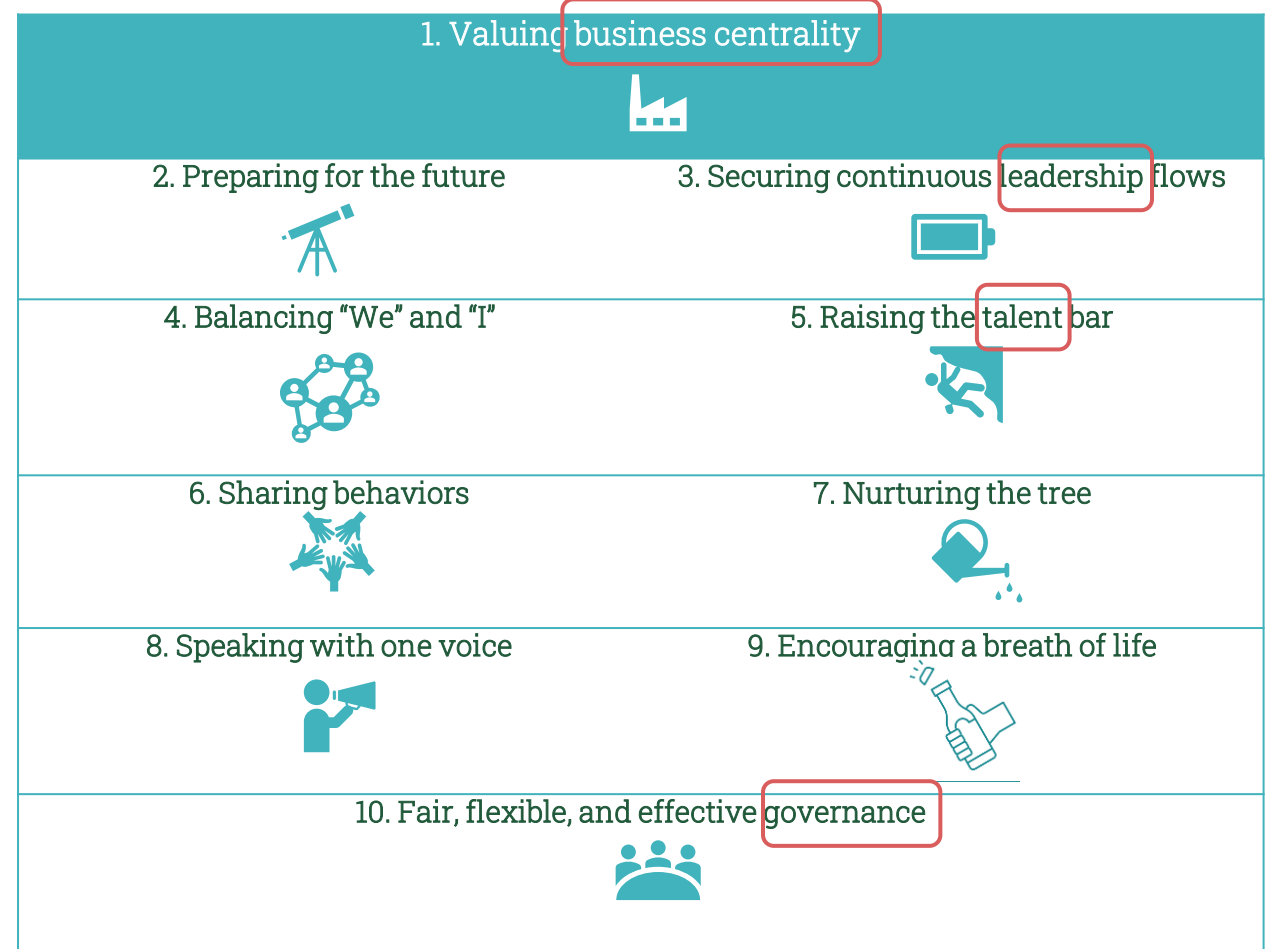 1. Valuing business centrality
2. Preparing for the future
3. Securing continuous leadership flows
4. Balancing “We” and “I”
5. Raising the talent bar
6. Sharing behaviors
7. Nurturing the tree
8. Speaking with one voice
9. Encouraging a breath of life
10. Fair, flexible, and effective governance